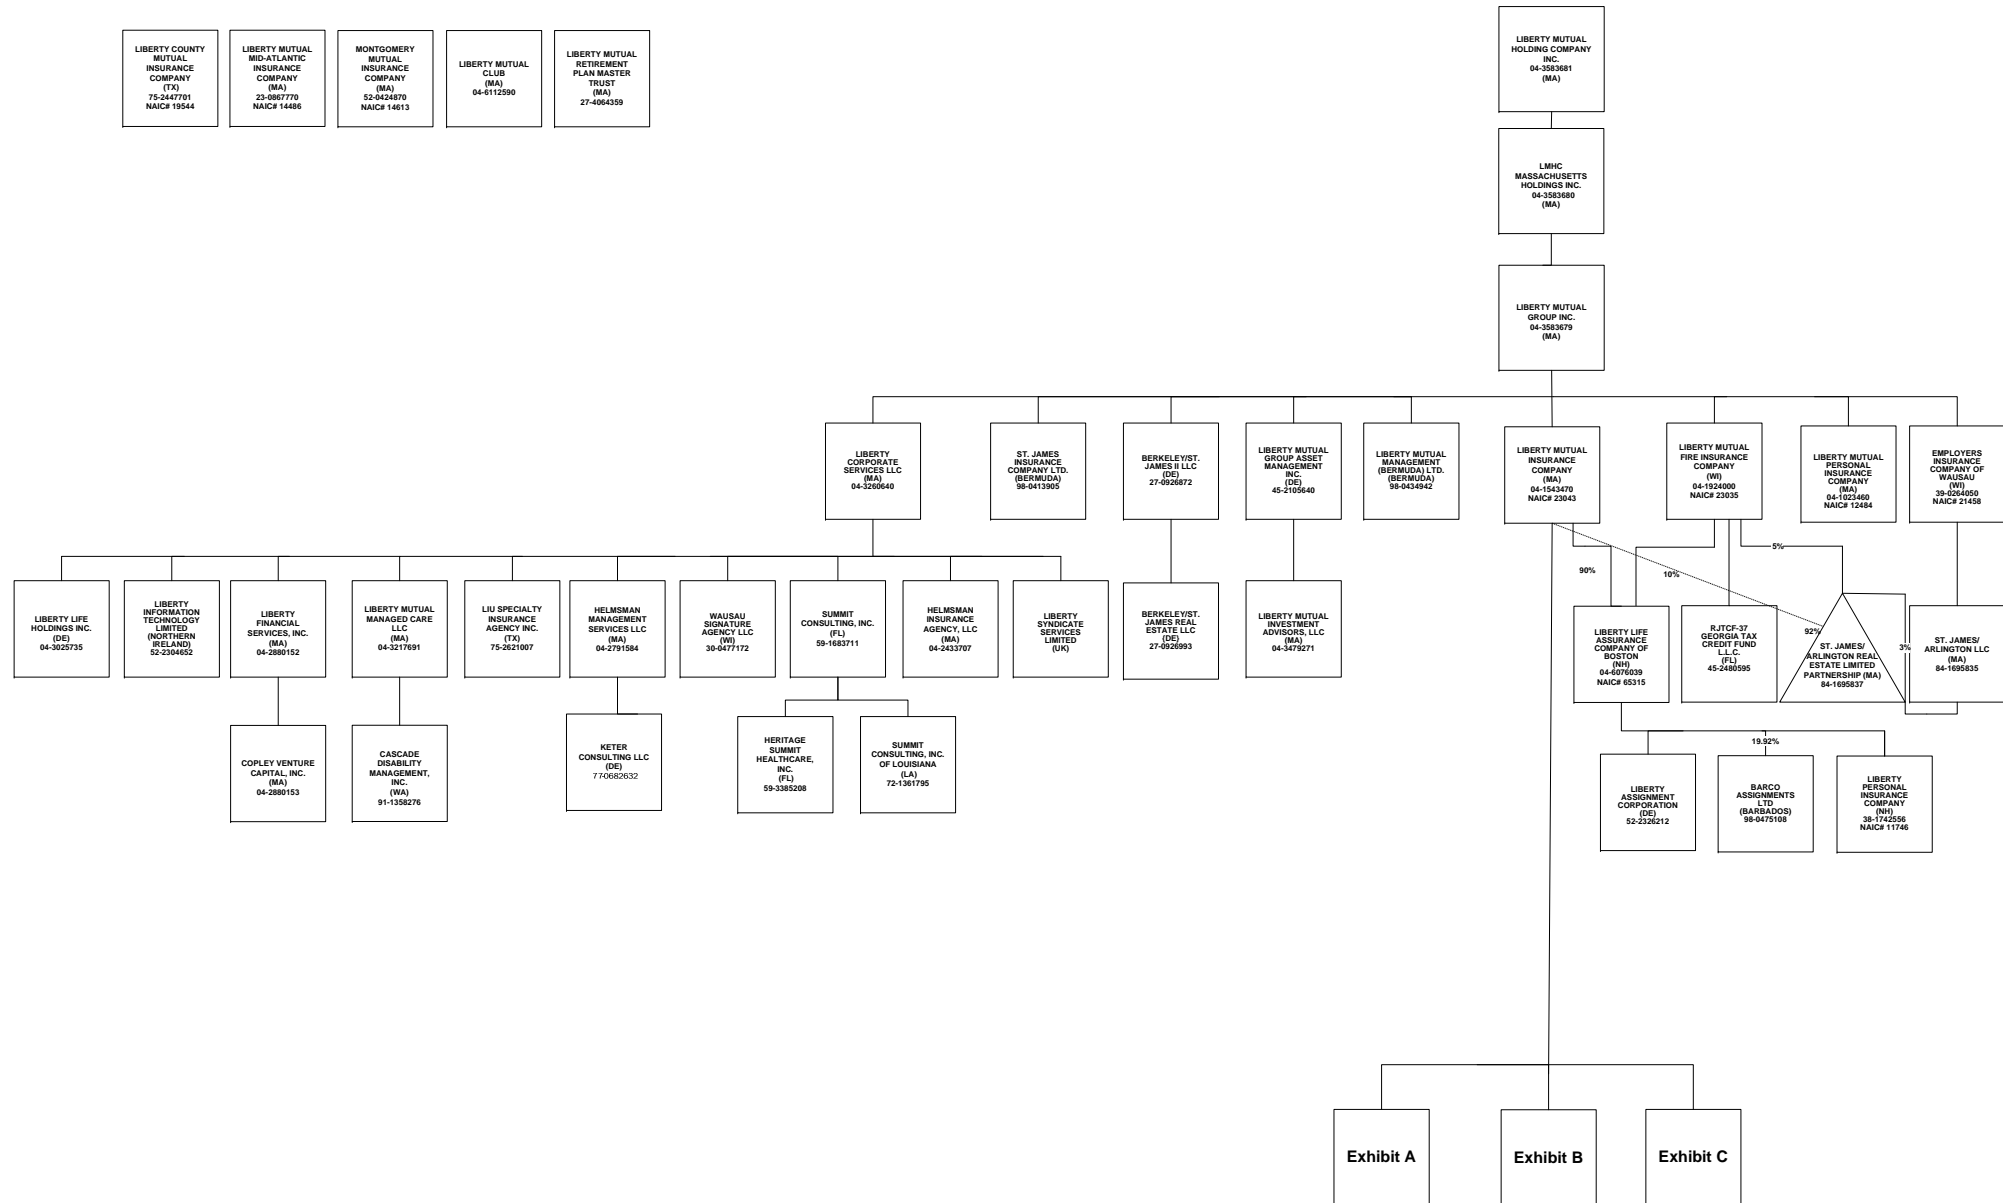 LIBERTY COUNTY
MUTUAL
INSURANCE
COMPANY
(TX)
75-2447701
NAIC# 19544
LIBERTY MUTUAL
MID-ATLANTIC
INSURANCE
COMPANY
(MA)
23-0867770
NAIC# 14486
MONTGOMERY
MUTUAL
INSURANCE
COMPANY
(MA)
52-0424870
NAIC# 14613
LIBERTY MUTUAL
CLUB
(MA)
04-6112590
LIBERTY MUTUAL
RETIREMENT
PLAN MASTER
TRUST
(MA)
27-4064359
LIBERTY MUTUAL
HOLDING COMPANY
INC.
04-3583681
(MA)
LMHC
MASSACHUSETTS
HOLDINGS INC.
04-3583680
(MA)
LIBERTY MUTUAL
GROUP INC.
04-3583679
(MA)
LIBERTY
CORPORATE
SERVICES LLC
(MA)
04-3260640
ST. JAMES
INSURANCE
COMPANY LTD.
(BERMUDA)
98-0413905
BERKELEY/ST.
JAMES II LLC
(DE)
27-0926872
LIBERTY MUTUAL
GROUP ASSET
MANAGEMENT
INC.
(DE)
45-2105640
LIBERTY MUTUAL
MANAGEMENT
(BERMUDA) LTD.
(BERMUDA)
98-0434942
LIBERTY MUTUAL
INSURANCE
COMPANY
(MA)
04-1543470
NAIC# 23043
LIBERTY MUTUAL
FIRE INSURANCE
COMPANY
(WI)
04-1924000
NAIC# 23035
LIBERTY MUTUAL
PERSONAL
INSURANCE
COMPANY
(MA)
04-1023460
NAIC# 12484
EMPLOYERS
INSURANCE
COMPANY OF
WAUSAU
(WI)
39-0264050
NAIC# 21458
90%
10%
5%
92%
3%
LIBERTY LIFE
HOLDINGS INC.
(DE)
04-3025735
LIBERTY
INFORMATION
TECHNOLOGY
LIMITED
(NORTHERN
IRELAND)
52-2304652
LIBERTY
FINANCIAL
SERVICES, INC.
(MA)
04-2880152
LIBERTY MUTUAL
MANAGED CARE
LLC
(MA)
04-3217691
LIU SPECIALTY
INSURANCE
AGENCY INC.
(TX)
75-2621007
HELMSMAN
MANAGEMENT
SERVICES LLC
(MA)
04-2791584
WAUSAU
SIGNATURE
AGENCY LLC
(WI)
30-0477172
SUMMIT
CONSULTING, INC.
(FL)
59-1683711
HELMSMAN
INSURANCE
AGENCY, LLC
(MA)
04-2433707
LIBERTY
SYNDICATE
SERVICES
LIMITED
(UK)
BERKELEY/ST.
JAMES REAL
ESTATE LLC
(DE)
27-0926993
LIBERTY MUTUAL
INVESTMENT
ADVISORS, LLC
(MA)
04-3479271
LIBERTY LIFE
ASSURANCE
COMPANY OF
BOSTON
(NH)
04-6076039
NAIC# 65315
RJTCF-37
GEORGIA TAX
CREDIT FUND
L.L.C.
(FL)
45-2480595
ST. JAMES/
ARLINGTON REAL
ESTATE LIMITED
PARTNERSHIP (MA)
84-1695837
ST. JAMES/
ARLINGTON LLC
(MA)
84-1695835
COPLEY VENTURE
CAPITAL, INC.
(MA)
04-2880153
CASCADE
DISABILITY
MANAGEMENT,
INC.
(WA)
91-1358276
KETER
CONSULTING LLC
(DE)
77-0682632
HERITAGE
SUMMIT
HEALTHCARE,
INC.
(FL)
59-3385208
SUMMIT
CONSULTING, INC.
OF LOUISIANA
(LA)
72-1361795
19.92%
LIBERTY
ASSIGNMENT
CORPORATION
(DE)
52-2326212
BARCO
ASSIGNMENTS
LTD
(BARBADOS)
98-0475108
LIBERTY
PERSONAL
INSURANCE
COMPANY
(NH)
38-1742556
NAIC# 11746
Exhibit A
Exhibit B
Exhibit C